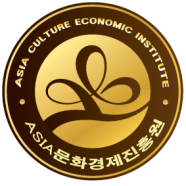 ASIA CULTURE ECONOMIC INSTITUTE
ASIA문화경제진흥원